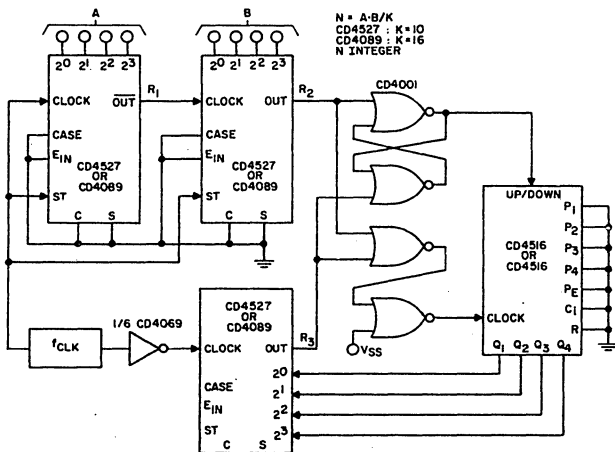 A
B
N = A·B/K
CD4527 : K=10
CD4089 : K=16
N INTEGER
2⁰ 2¹ 2² 2³
CLOCK
O̅U̅T̅
R₁
CASE
E_IN
CD4527
OR
CD4089
ST
C S
2⁰ 2¹ 2² 2³
CLOCK OUT
R₂
CASE
E_IN
CD4527
OR
CD4089
ST
C S
CD4001
UP/DOWN
P₁
P₂
P₃
P₄
P_E
C_I
R
CD4516
OR
CD4516
CLOCK
Q₁ Q₂ Q₃ Q₄
V_SS
f_CLK
1/6 CD4069
CD4527
OR
CD4089
CLOCK OUT
R₃
2⁰
CASE
2¹
E_IN
2²
ST
2³
C S